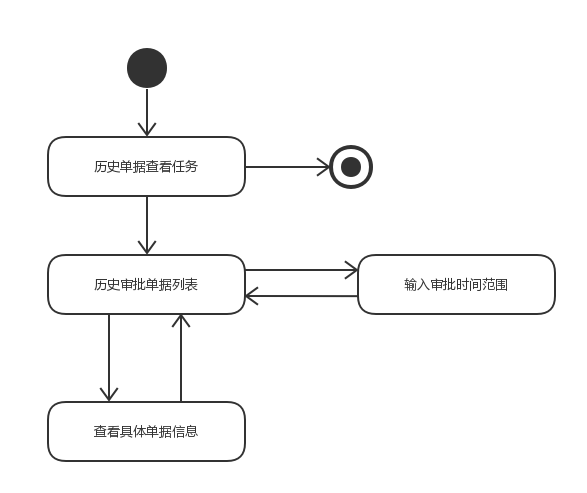 历史单据查看任务
历史审批单据列表
输入审批时间范围
查看具体单据信息